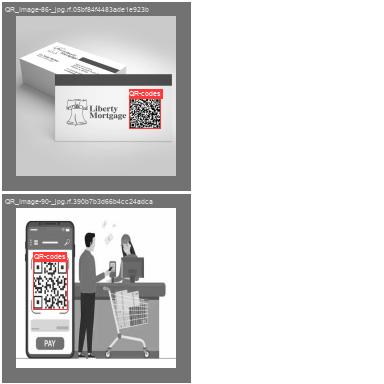 QR_image-86-_jpg.rf.05bf84f4483ade1e923b
QR-codes
Liberty
Mortgage
QR_image-90-_jpg.rf.390b7b3d66b4cc24adca
QR-codes
PAY